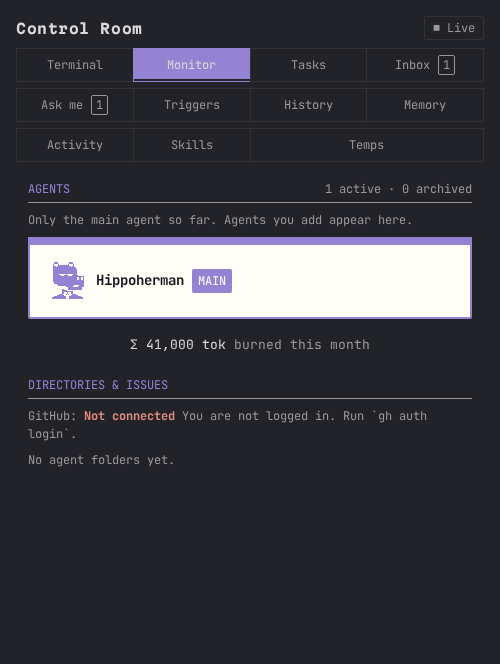 Control Room
Live
Terminal
Monitor
Tasks
Inbox 1
Ask me 1
Triggers
History
Memory
Activity
Skills
Temps
AGENTS
1 active · 0 archived
Only the main agent so far. Agents you add appear here.
Hippoherman MAIN
Σ 41,000 tok burned this month
DIRECTORIES & ISSUES
GitHub: Not connected You are not logged in. Run `gh auth
login`.
No agent folders yet.